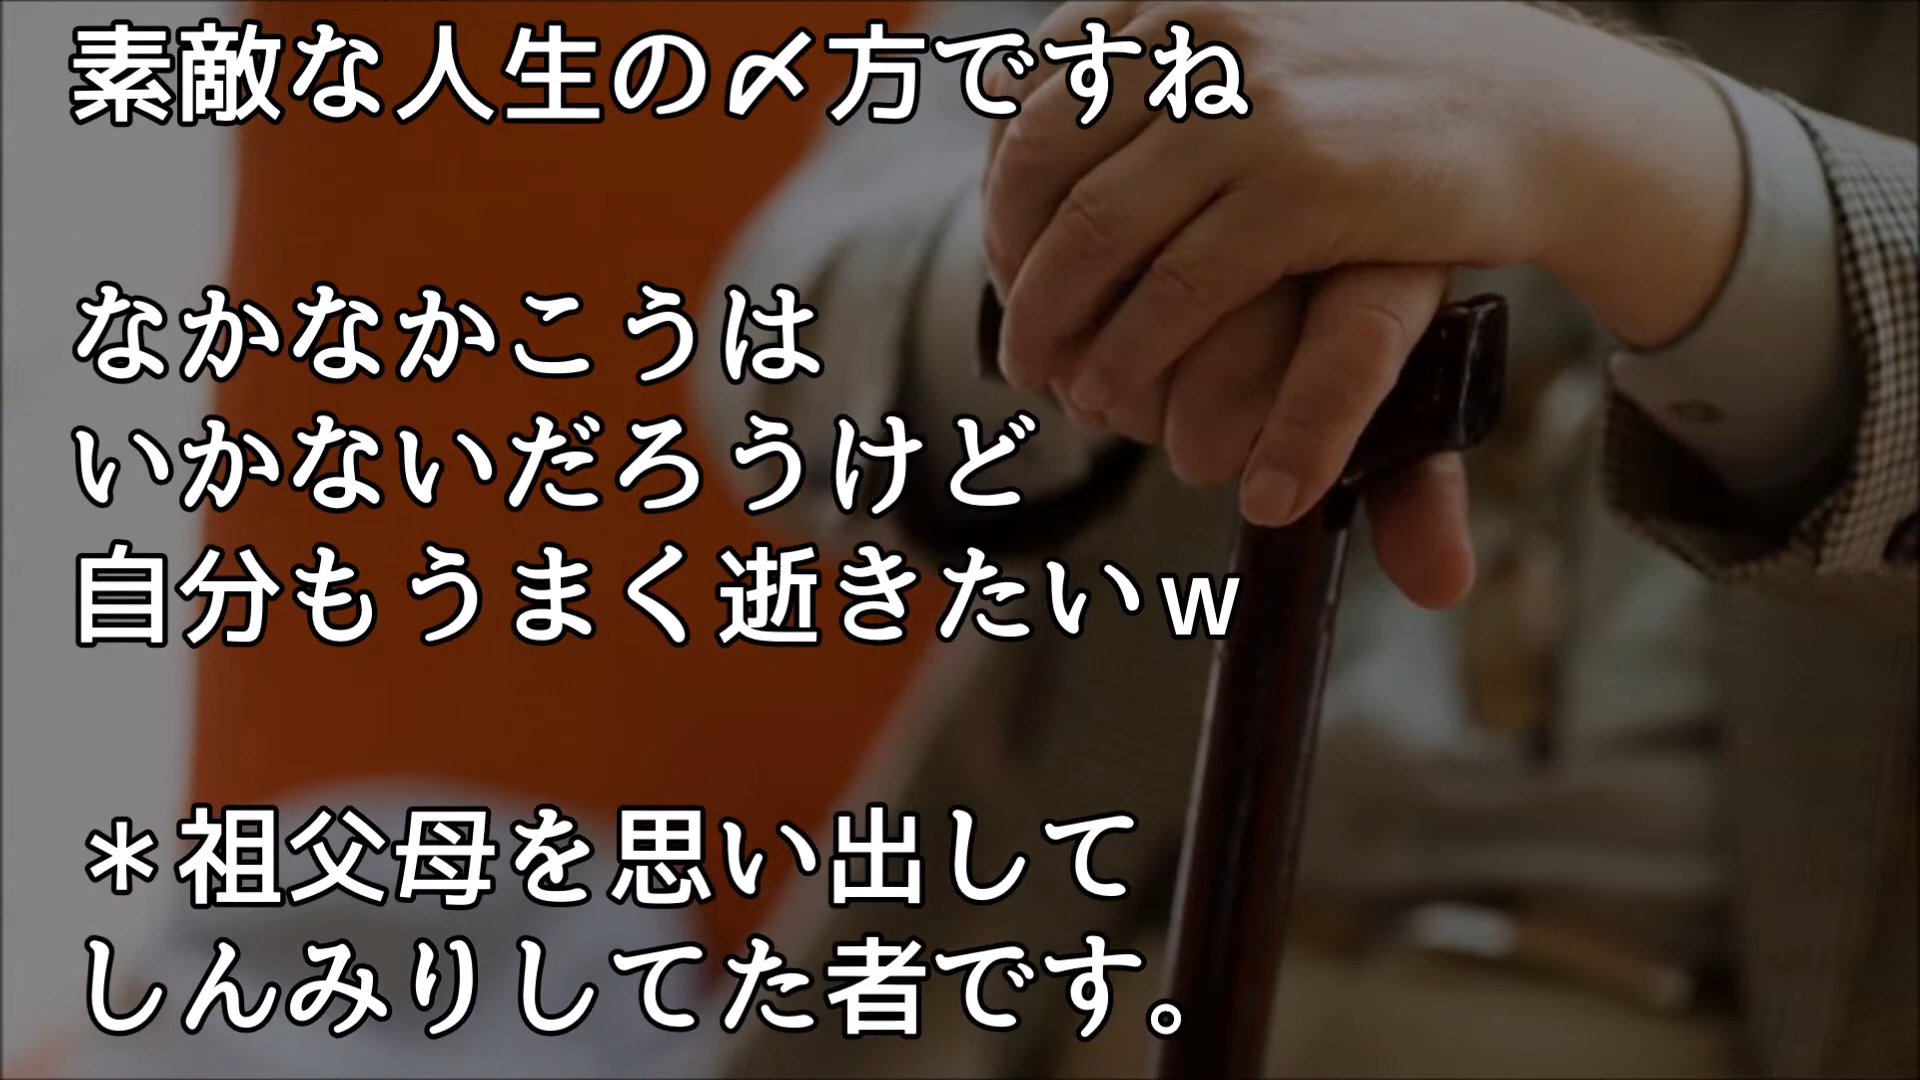 素敵な人生の〆方ですね
なかなかこうは
いかないだろうけど
自分もうまく逝きたいｗ
＊祖父母を思い出して
しんみりしてた者です。